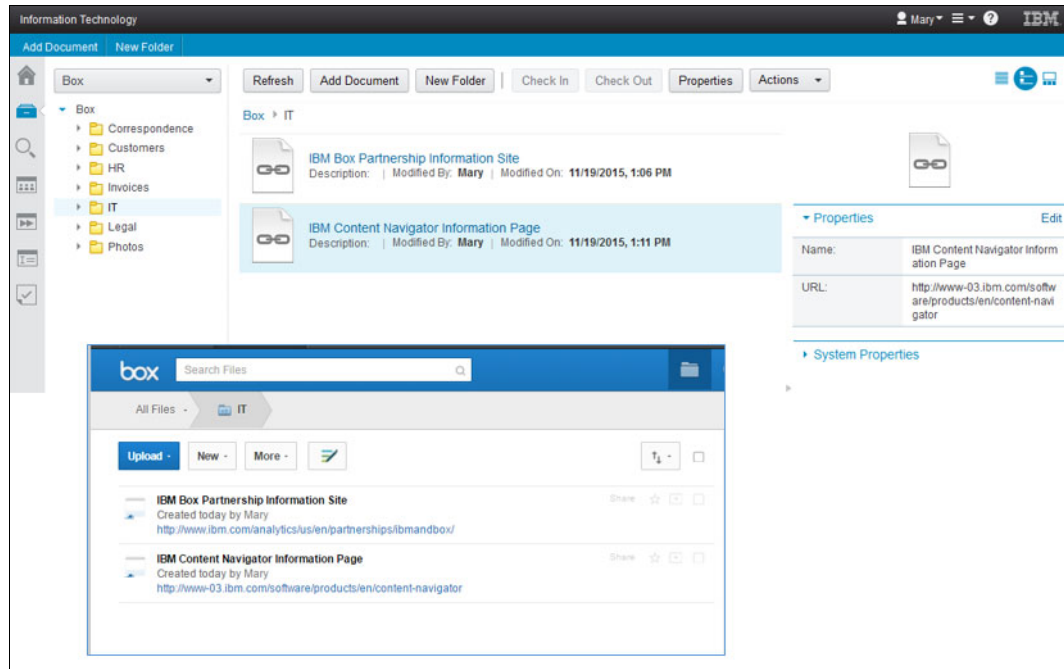 Information Technology
Mary
IBM
Add Document New Folder
Box
Refresh Add Document New Folder Check In Check Out Properties Actions
Box
Correspondence
Customers
HR
Invoices
IT
Legal
Photos
Box IT
IBM Box Partnership Information Site
Description: | Modified By: Mary | Modified On: 11/19/2015, 1:06 PM
IBM Content Navigator Information Page
Description: | Modified By: Mary | Modified On: 11/19/2015, 1:11 PM
Properties Edit
Name: IBM Content Navigator Inform
ation Page
URL: http://www-03.ibm.com/softw
are/products/en/content-navi
gator
System Properties
box Search Files
All Files IT
Upload New More
IBM Box Partnership Information Site Share
Created today by Mary
http://www.ibm.com/analytics/us/en/partnerships/ibmandbox/
IBM Content Navigator Information Page Share
Created today by Mary
http://www-03.ibm.com/software/products/en/content-navigator